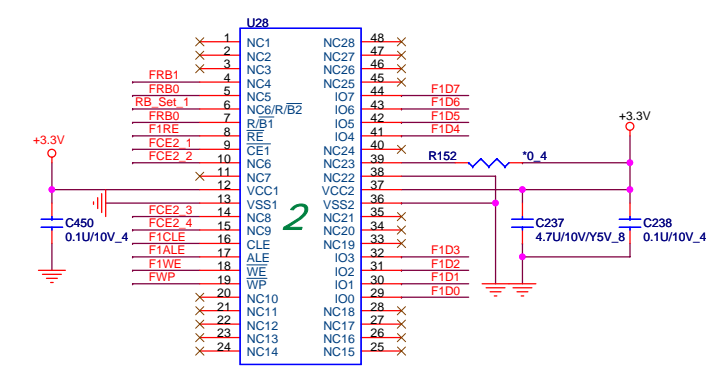 U28
1 NC1 NC28 48
2 NC2 NC27 47
3 NC3 NC26 46
FRB1 4 NC4 NC25 45
FRB0 5 NC5 IO7 44 F1D7
RB_Set_1 6 NC6/R/B2 IO6 43 F1D6
FRB0 7 R/B1 IO5 42 F1D5
F1RE 8 RE IO4 41 F1D4
FCE2_1 9 CE1 NC24 40
FCE2_2 10 NC6 NC23 39 R152 *0_4
11 NC7 NC22 38
12 VCC1 VCC2 37
13 VSS1 VSS2 36
FCE2_3 14 NC8 NC21 35
FCE2_4 15 NC9 NC20 34
F1CLE 16 CLE NC19 33
F1ALE 17 ALE IO3 32 F1D3
F1WE 18 WE IO2 31 F1D2
FWP 19 WP IO1 30 F1D1
20 NC10 IO0 29 F1D0
21 NC11 NC18 28
22 NC12 NC17 27
23 NC13 NC16 26
24 NC14 NC15 25
2
+3.3V
C450
0.1U/10V_4
+3.3V
C237
4.7U/10V/Y5V_8
C238
0.1U/10V_4